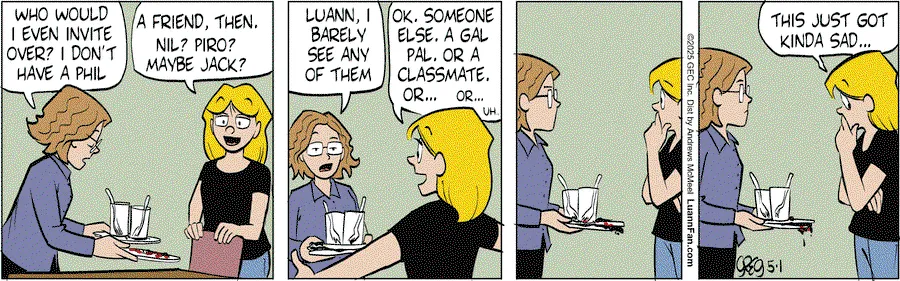 WHO WOULD
I EVEN INVITE
OVER? I DON'T
HAVE A PHIL
A FRIEND, THEN.
NIL? PIRO?
MAYBE JACK?
LUANN, I
BARELY
SEE ANY
OF THEM
OK. SOMEONE
ELSE. A GAL
PAL. OR A
CLASSMATE.
OR... OR...
UH..
©2025 GEC Inc. Dist by Andrews McMeel LuannFan.com
THIS JUST GOT
KINDA SAD...
GREG 5·1